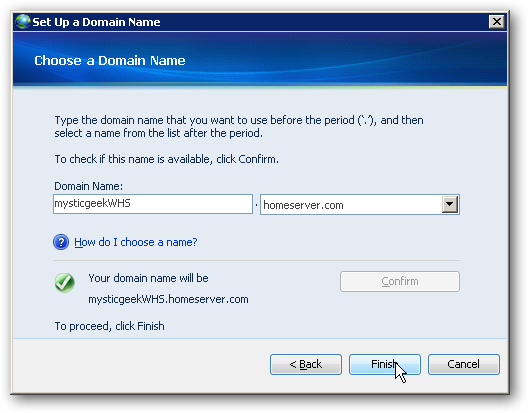 Set Up a Domain Name
Choose a Domain Name
Type the domain name that you want to use before the period ('.'), and then
select a name from the list after the period.
To check if this name is available, click Confirm.
Domain Name:
mysticgeekWHS . homeserver.com
? How do I choose a name?
Your domain name will be
Confirm
mysticgeekWHS.homeserver.com
To proceed, click Finish
< Back Finish Cancel